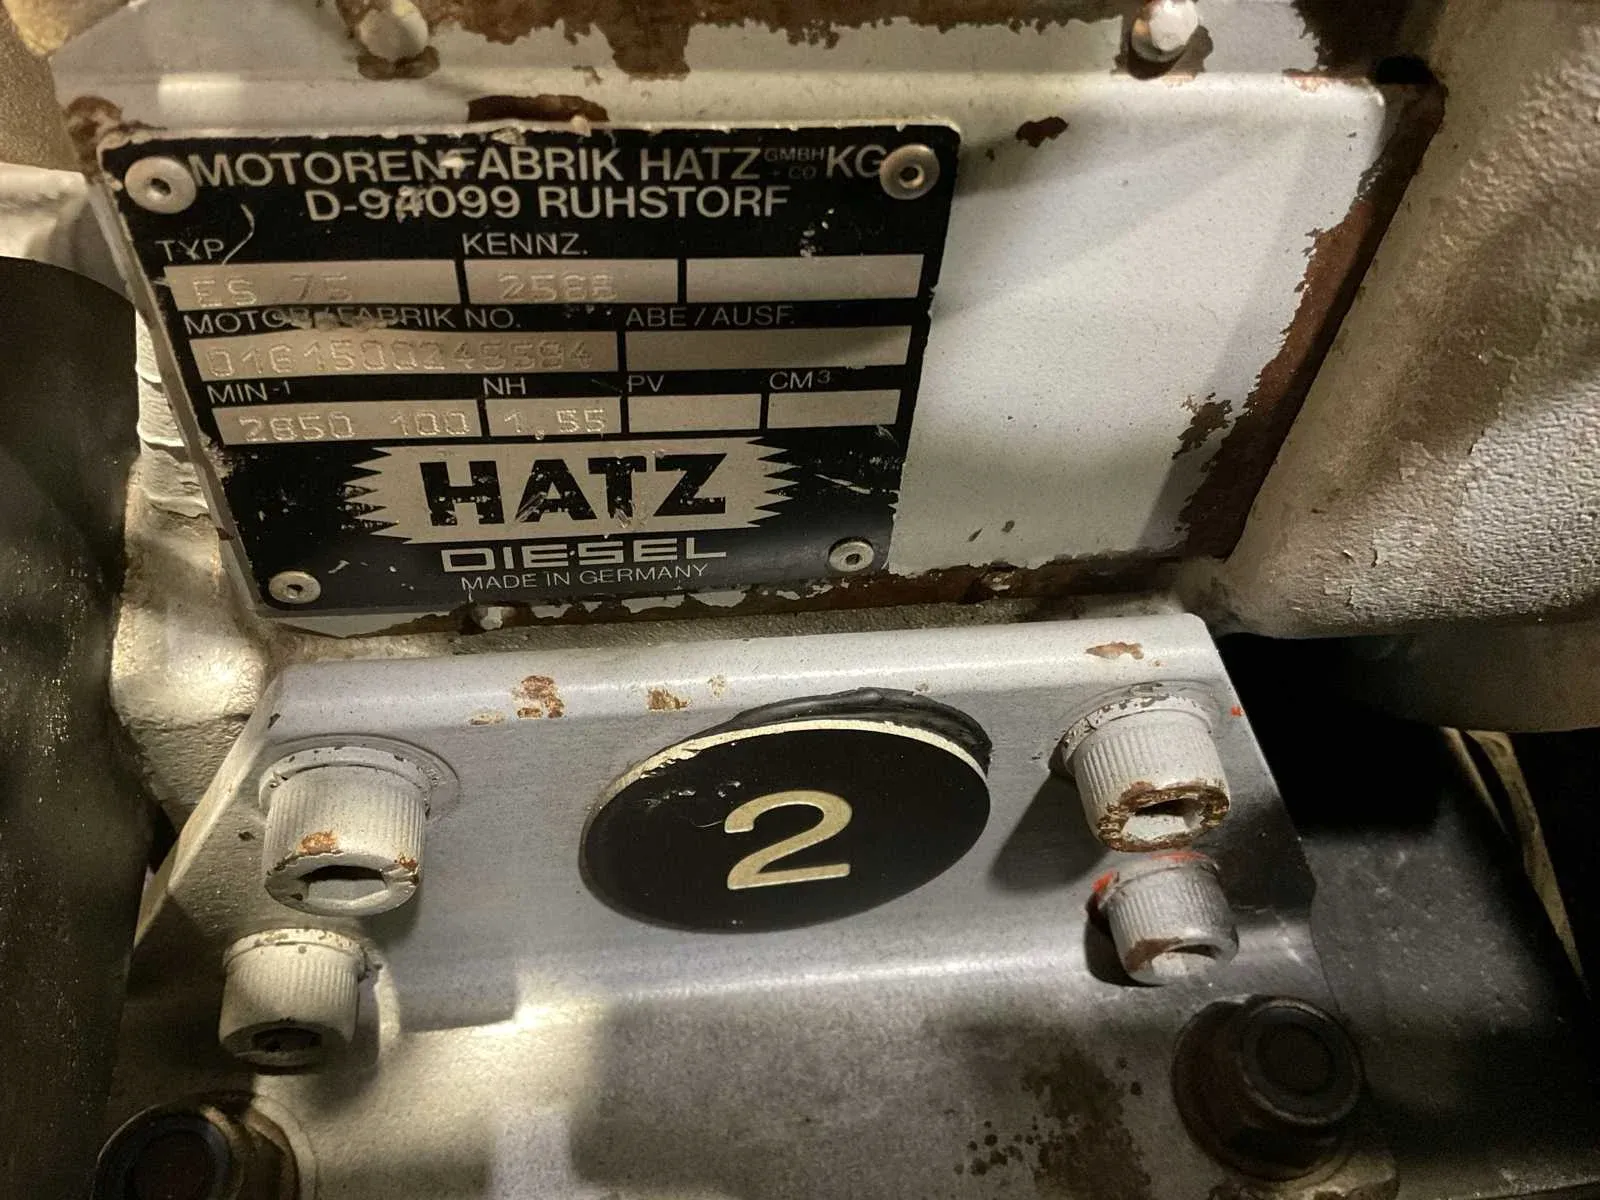 MOTORENFABRIK HATZ GMBH + CO KG
D-94099 RUHSTORF
TYP KENNZ.
ES 75
MOTOR/FABRIK NO. ABE / AUSF.
MIN-1 NH PV CM3
2850 100 1,55
HATZ
DIESEL
MADE IN GERMANY
2